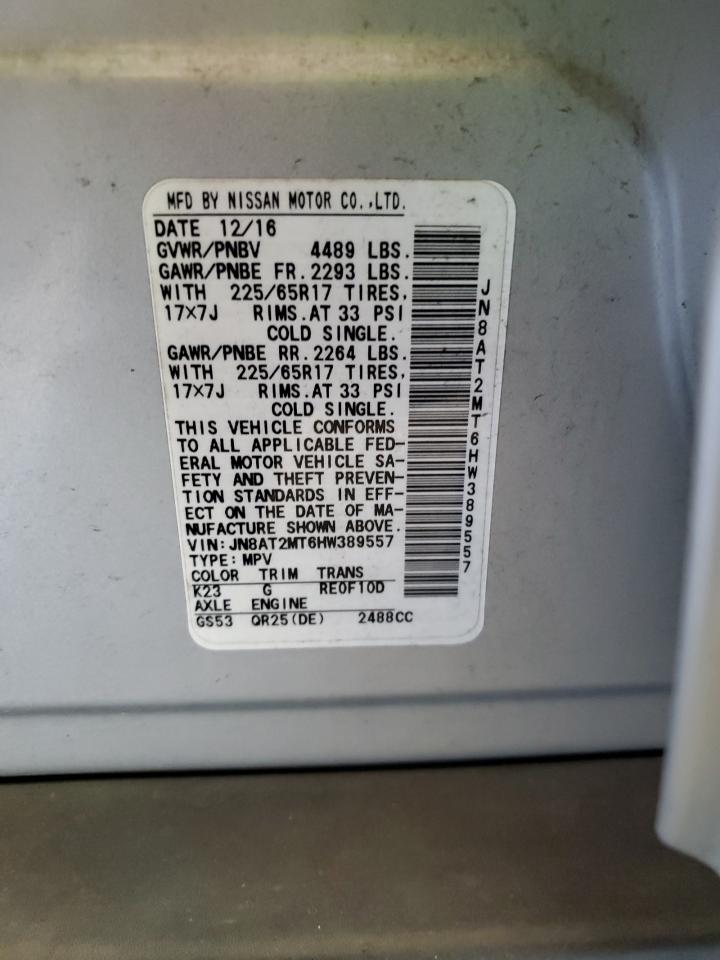 MFD BY NISSAN MOTOR CO.,LTD.
DATE 12/16
GVWR/PNBV 4489 LBS.
GAWR/PNBE FR.2293 LBS.
WITH 225/65R17 TIRES,
17×7J RIMS.AT 33 PSI
COLD SINGLE.
GAWR/PNBE RR.2264 LBS.
WITH 225/65R17 TIRES,
17×7J RIMS.AT 33 PSI
COLD SINGLE.
THIS VEHICLE CONFORMS
TO ALL APPLICABLE FED-
ERAL MOTOR VEHICLE SA-
FETY AND THEFT PREVEN-
TION STANDARDS IN EFF-
ECT ON THE DATE OF MA-
NUFACTURE SHOWN ABOVE.
VIN:JN8AT2MT6HW389557
TYPE:MPV
COLOR TRIM TRANS
K23 G RE0F10D
AXLE ENGINE
GS53 QR25(DE) 2488CC
JN8AT2MT6HW389557